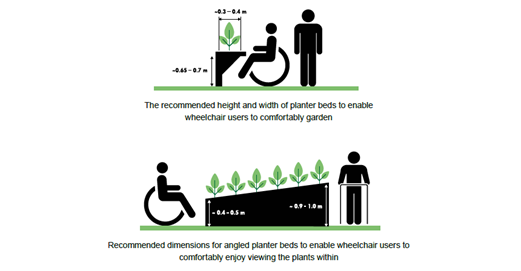 ~0.3 – 0.4 m
~0.65 – 0.7 m
The recommended height and width of planter beds to enable
wheelchair users to comfortably garden
~ 0.4 - 0.5 m
~ 0.9 - 1.0 m
Recommended dimensions for angled planter beds to enable wheelchair users to
comfortably enjoy viewing the plants within